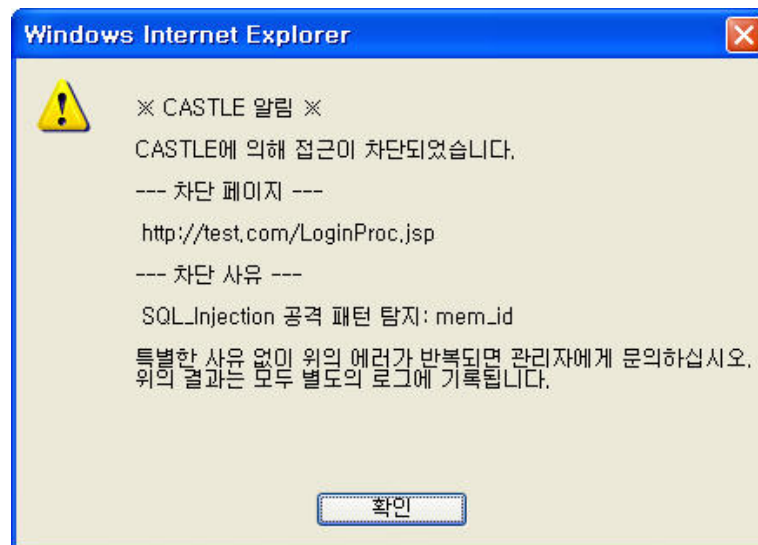 Windows Internet Explorer
※ CASTLE 알림 ※
CASTLE에 의해 접근이 차단되었습니다.
--- 차단 페이지 ---
http://test.com/LoginProc.jsp
--- 차단 사유 ---
SQL_Injection 공격 패턴 탐지: mem_id
특별한 사유 없이 위의 에러가 반복되면 관리자에게 문의하십시오.
위의 결과는 모두 별도의 로그에 기록됩니다.
확인